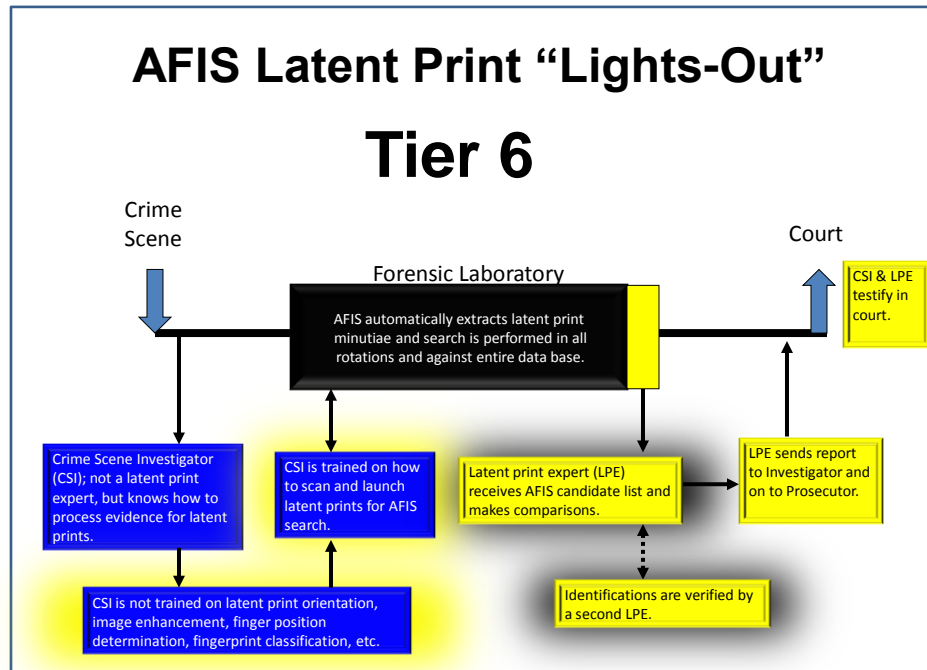 AFIS Latent Print “Lights-Out”
Tier 6
Crime
Scene
Court
Forensic Laboratory
CSI & LPE
testify in
court.
AFIS automatically extracts latent print
minutiae and search is performed in all
rotations and against entire data base.
Crime Scene Investigator
(CSI); not a latent print
expert, but knows how to
process evidence for latent
prints.
CSI is trained on how
to scan and launch
latent prints for AFIS
search.
Latent print expert (LPE)
receives AFIS candidate list and
makes comparisons.
LPE sends report
to Investigator and
on to Prosecutor.
CSI is not trained on latent print orientation,
image enhancement, finger position
determination, fingerprint classification, etc.
Identifications are verified by
a second LPE.